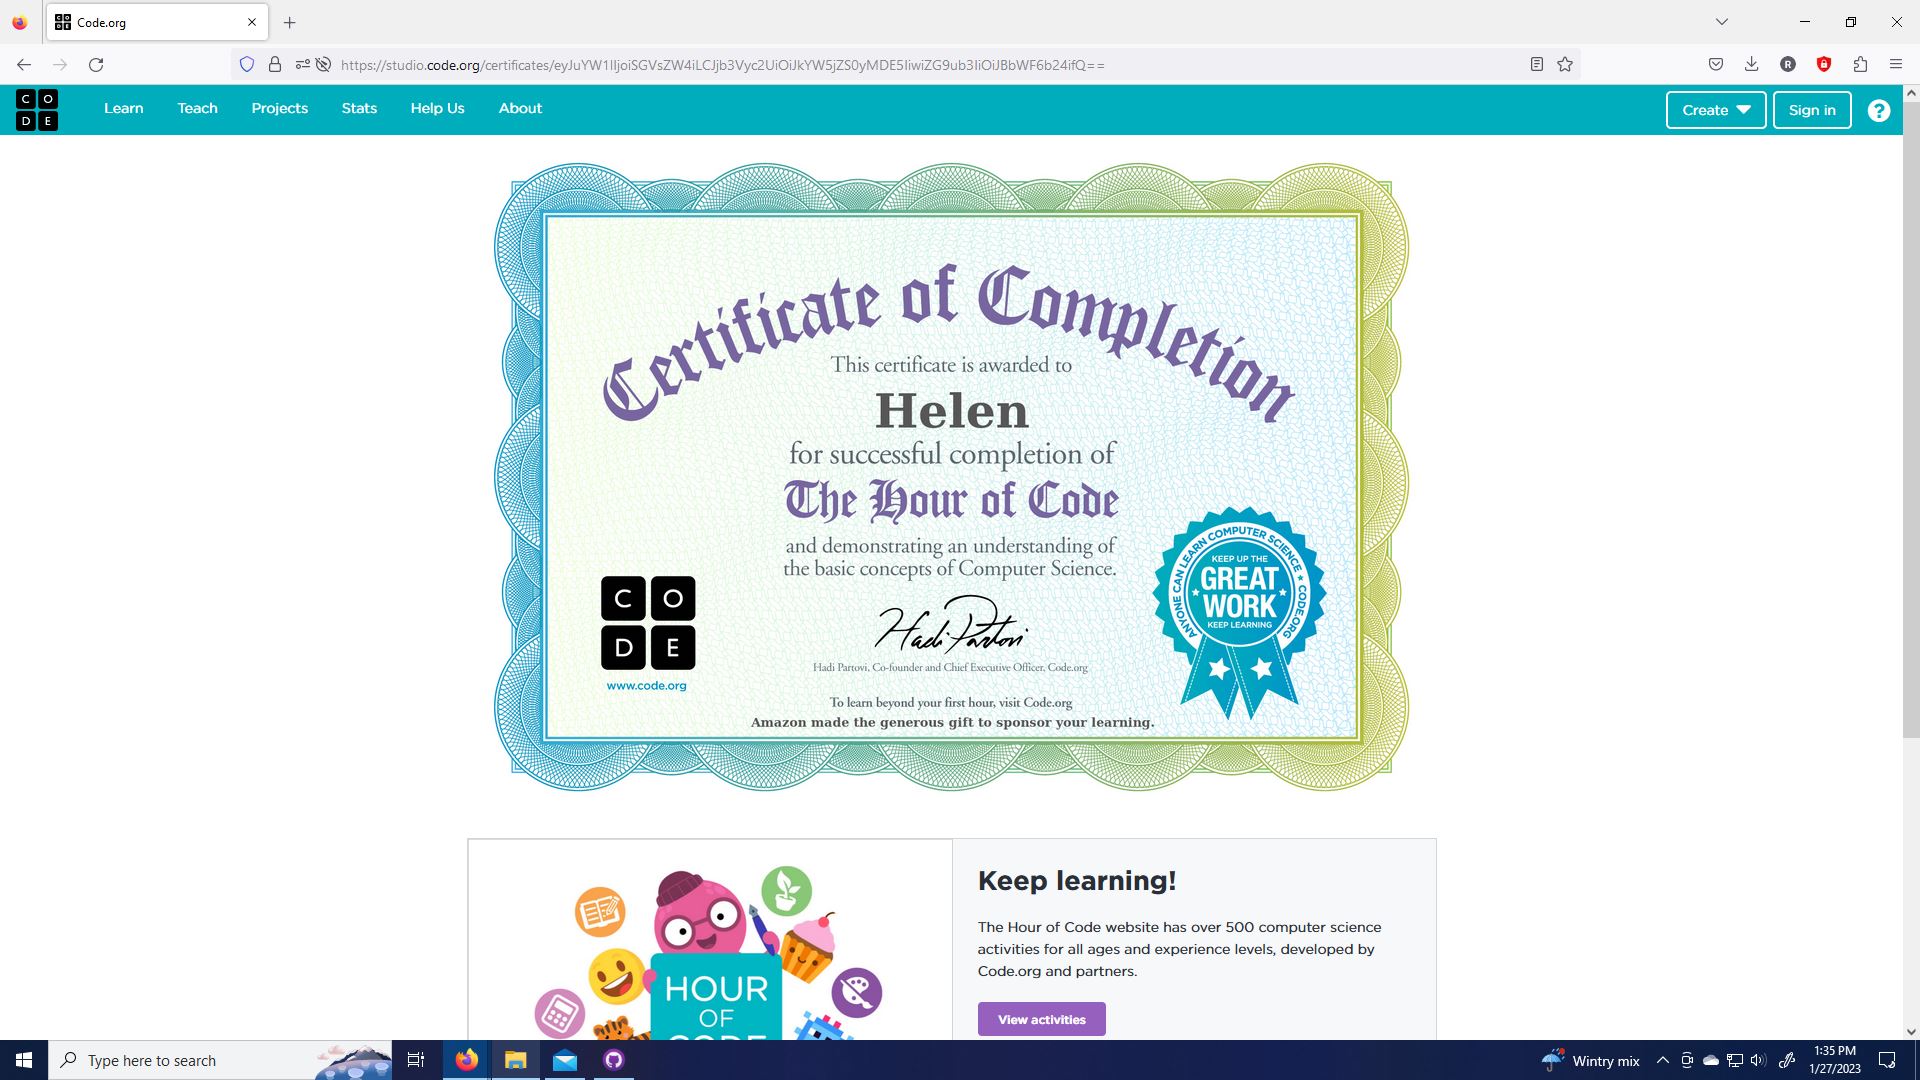 Code.org
https://studio.code.org/certificates/eyJuYW1lIjoiSGVsZW4iLCJjb3Vyc2UiOiJkYW5jZS0yMDE5IiwiZG9ub3IiOiJBbWF6b24ifQ==
R
C O
D E
Learn
Teach
Projects
Stats
Help Us
About
Create
Sign in
?
Certificate of Completion
This certificate is awarded to
Helen
for successful completion of
The Hour of Code
and demonstrating an understanding of
the basic concepts of Computer Science.
Hadi Partovi
Hadi Partovi, Co-founder and Chief Executive Officer, Code.org
To learn beyond your first hour, visit Code.org
Amazon made the generous gift to sponsor your learning.
C O
D E
www.code.org
ANYONE CAN LEARN COMPUTER SCIENCE ★ CODE.ORG
KEEP UP THE
GREAT
WORK
KEEP LEARNING
HOUR
OF
CODE
Keep learning!
The Hour of Code website has over 500 computer science
activities for all ages and experience levels, developed by
Code.org and partners.
View activities
Type here to search
Wintry mix
1:35 PM
1/27/2023